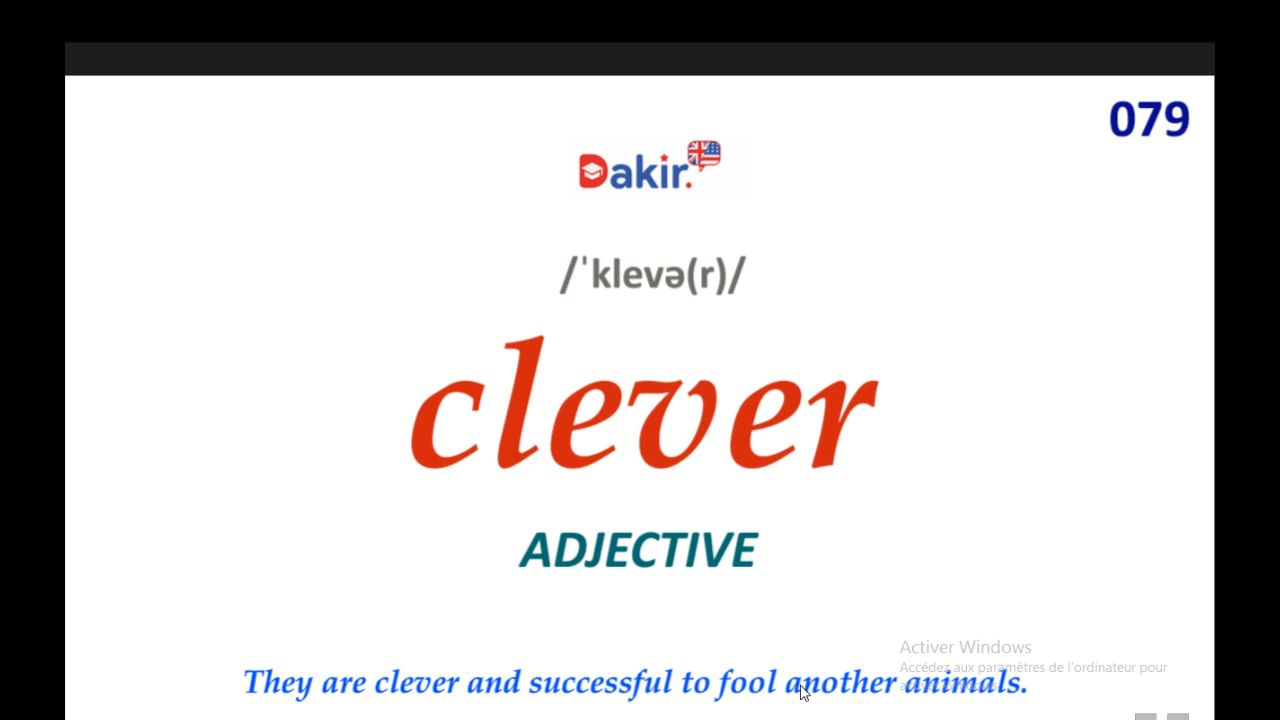 079
Dakir.
/ˈklevə(r)/
clever
ADJECTIVE
Activer Windows
Accédez aux paramètres de l'ordinateur pour
They are clever and successful to fool another animals.